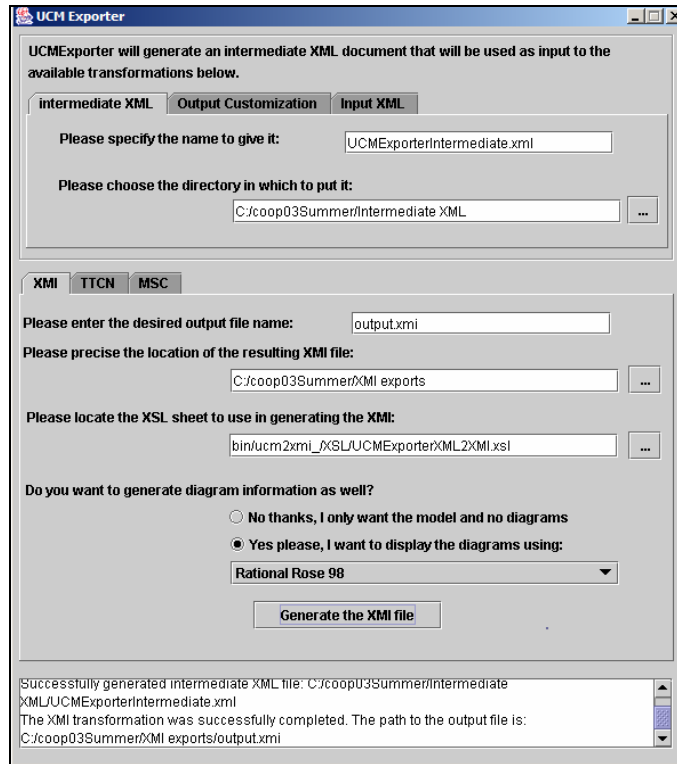 UCM Exporter
UCMExporter will generate an intermediate XML document that will be used as input to the
available transformations below.
intermediate XML Output Customization Input XML
Please specify the name to give it: UCMExporterIntermediate.xml
Please choose the directory in which to put it:
C:/coop03Summer/Intermediate XML ...
XMI TTCN MSC
Please enter the desired output file name: output.xmi
Please precise the location of the resulting XMI file:
C:/coop03Summer/XMI exports ...
Please locate the XSL sheet to use in generating the XMI:
bin/ucm2xmi_/XSL/UCMExporterXML2XMI.xsl ...
Do you want to generate diagram information as well?
No thanks, I only want the model and no diagrams
Yes please, I want to display the diagrams using:
Rational Rose 98
Generate the XMI file
Successfully generated intermediate XML file: C:/coop03Summer/Intermediate
XML/UCMExporterIntermediate.xml
The XMI transformation was successfully completed. The path to the output file is:
C:/coop03Summer/XMI exports/output.xmi